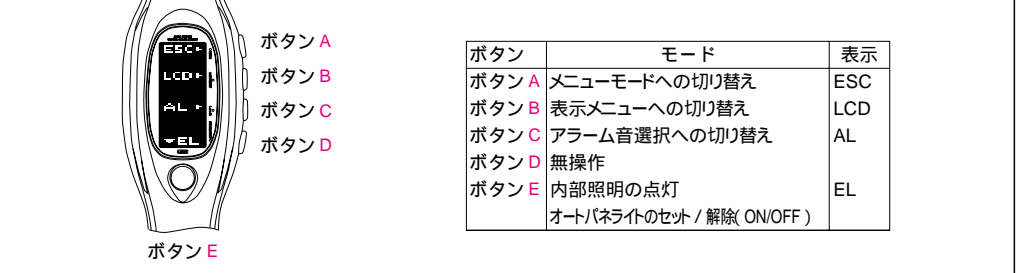 ESC
LCD
AL
EL
ボタン A
ボタン B
ボタン C
ボタン D
ボタン E
ボタン モード 表示
ボタン A メニューモードへの切り替え ESC
ボタン B 表示メニューへの切り替え LCD
ボタン C アラーム音選択への切り替え AL
ボタン D 無操作
ボタン E 内部照明の点灯 EL
オートパネライトのセット / 解除( ON/OFF )